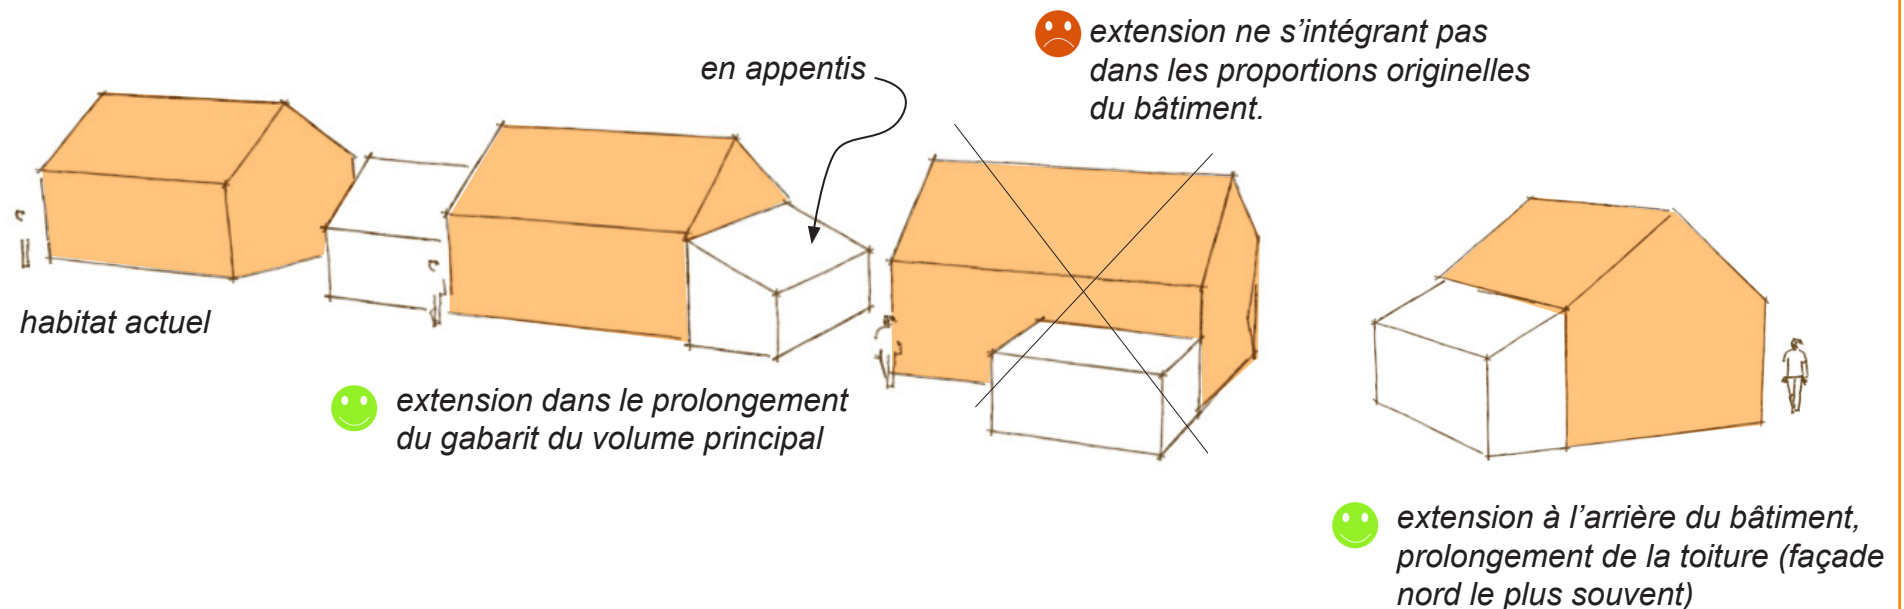 en appentis
extension ne s’intégrant pas
dans les proportions originelles
du bâtiment.
habitat actuel
extension dans le prolongement
du gabarit du volume principal
extension à l’arrière du bâtiment,
prolongement de la toiture (façade
nord le plus souvent)